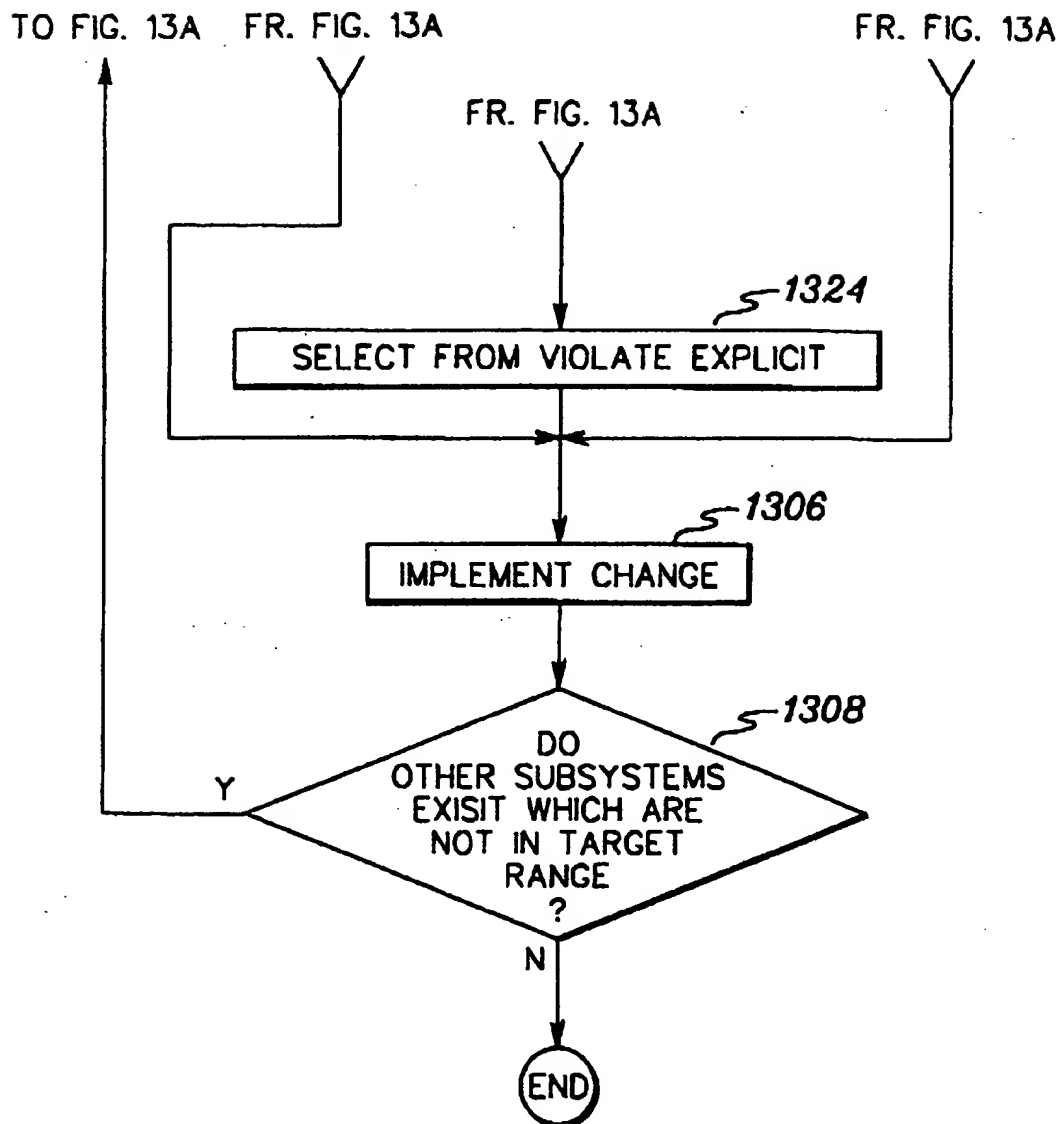 TO FIG. 13A
FR. FIG. 13A
FR. FIG. 13A
FR. FIG. 13A
1324
SELECT FROM VIOLATE EXPLICIT
1306
IMPLEMENT CHANGE
1308
DO
OTHER SUBSYSTEMS
EXISIT WHICH ARE
NOT IN TARGET
RANGE
?
Y
N
END